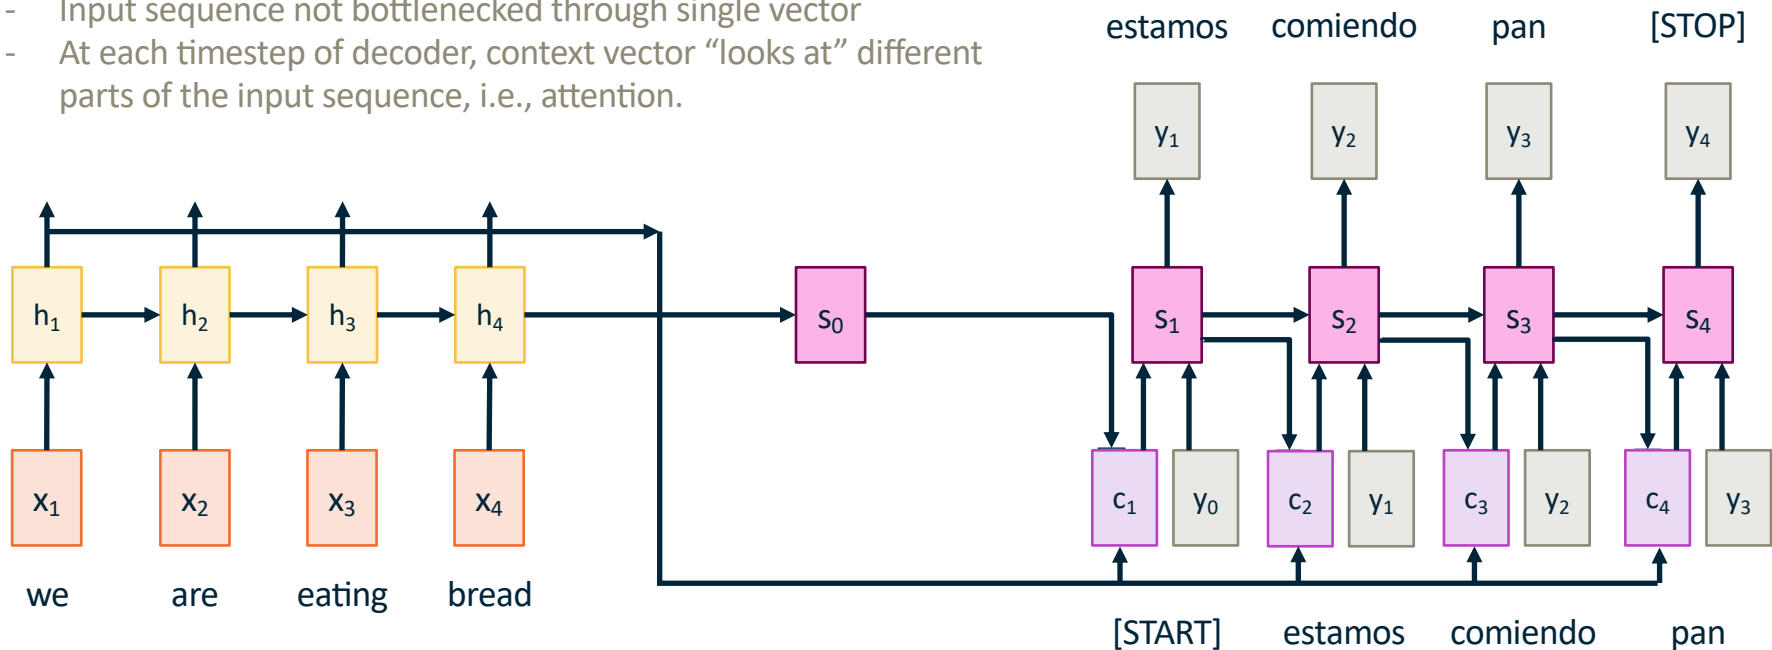 - Input sequence not bottlenecked through single vector
- At each timestep of decoder, context vector “looks at” different
parts of the input sequence, i.e., attention.
estamos comiendo pan [STOP]
y₁ y₂ y₃ y₄
h₁ h₂ h₃ h₄ s₀ s₁ s₂ s₃ s₄
x₁ x₂ x₃ x₄ c₁ y₀ c₂ y₁ c₃ y₂ c₄ y₃
we are eating bread
[START] estamos comiendo pan